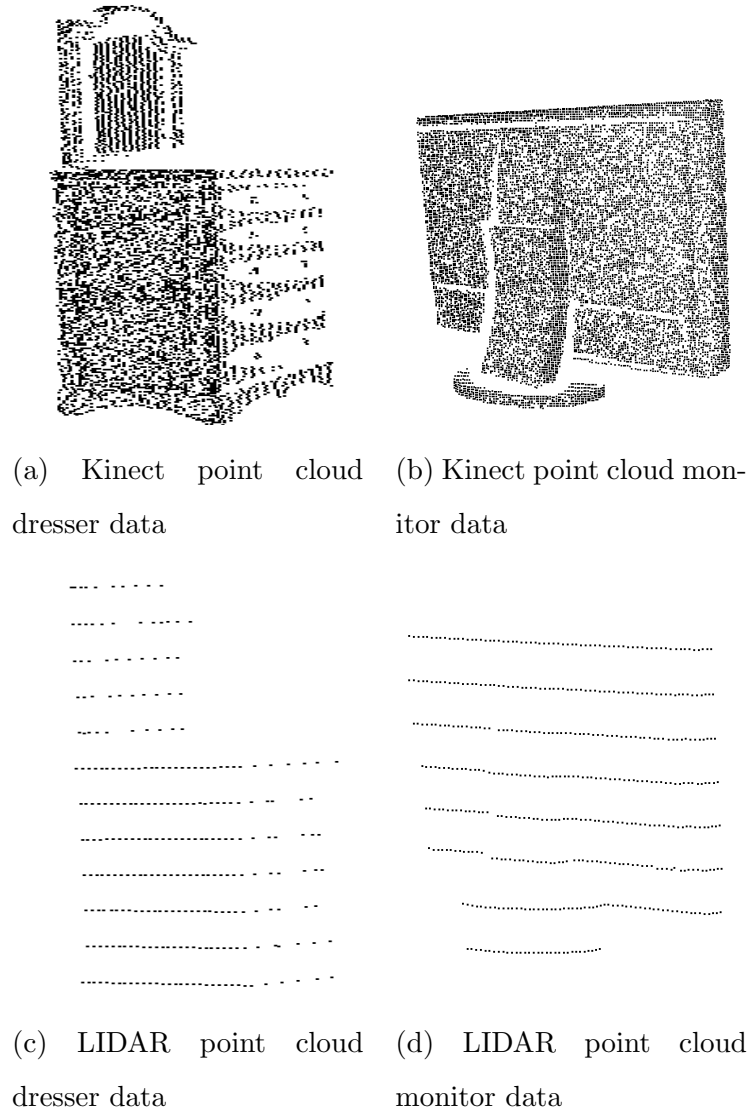 (a) Kinect point cloud
dresser data
(b) Kinect point cloud mon-
itor data
(c) LIDAR point cloud
dresser data
(d) LIDAR point cloud
monitor data